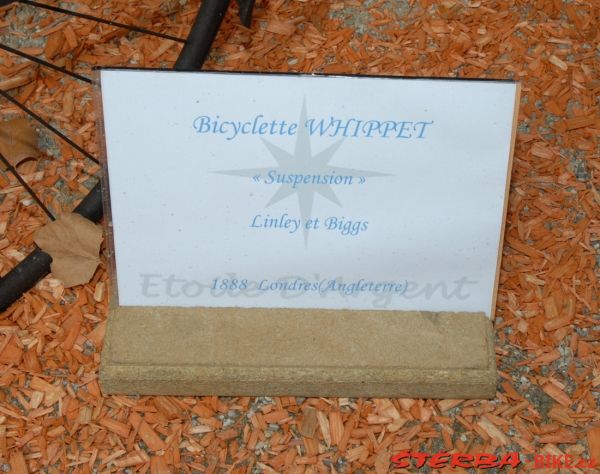 Bicyclette WHIPPET
« Suspension »
Linley et Biggs
Etoile D'Argent
1888 Londres(Angleterre)
STERBA-BIKE.cz